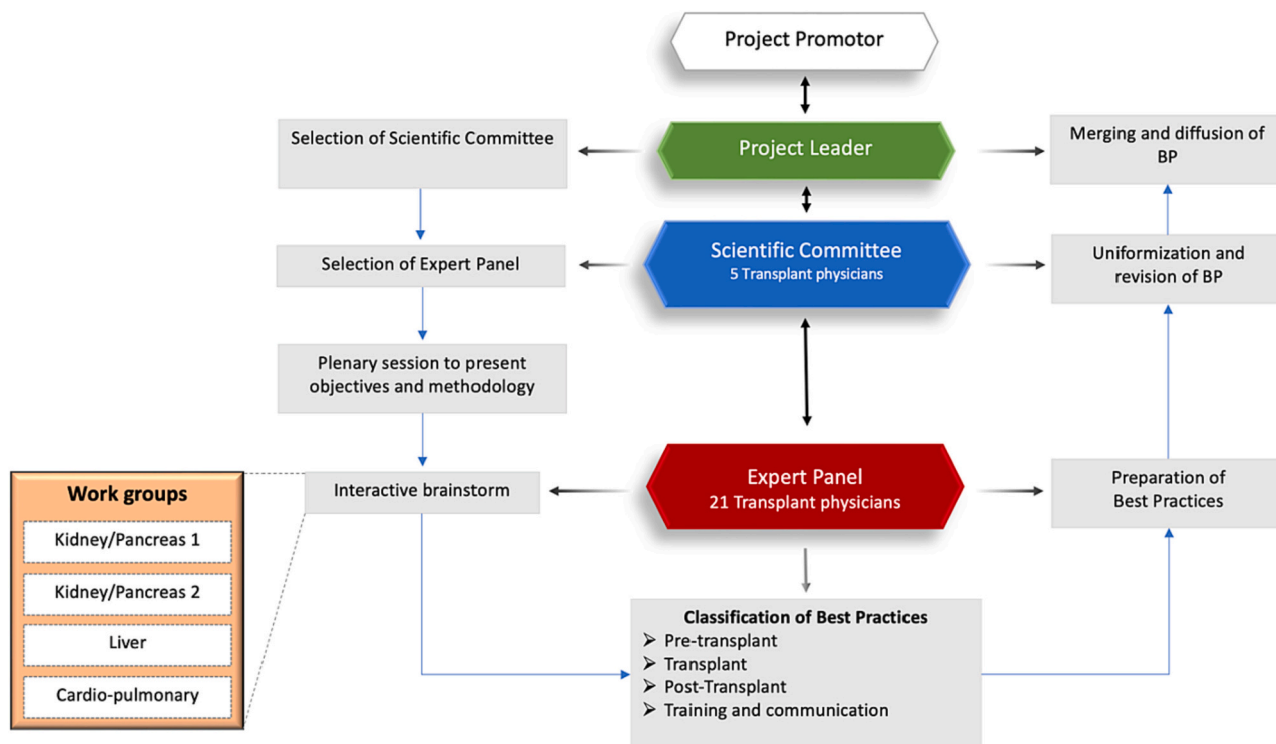 Project Promotor
Selection of Scientific Committee
Project Leader
Merging and diffusion of
BP
Selection of Expert Panel
Scientific Committee
5 Transplant physicians
Uniformization and
revision of BP
Plenary session to present
objectives and methodology
Work groups
Kidney/Pancreas 1
Kidney/Pancreas 2
Liver
Cardio-pulmonary
Interactive brainstorm
Expert Panel
21 Transplant physicians
Preparation of
Best Practices
Classification of Best Practices
➢ Pre-transplant
➢ Transplant
➢ Post-Transplant
➢ Training and communication